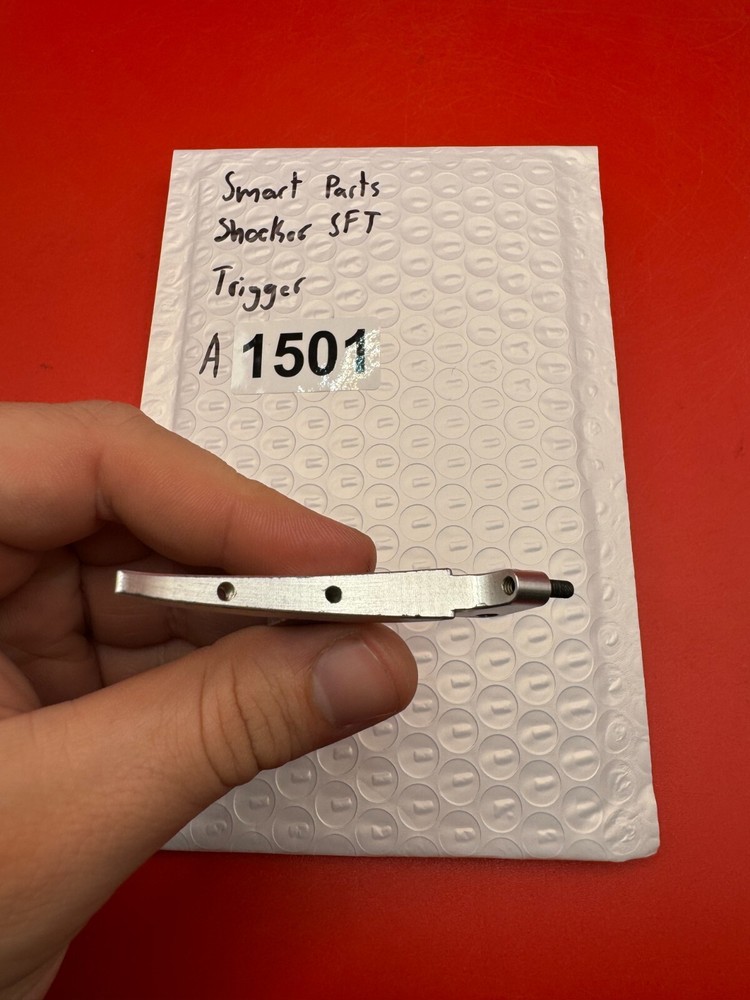 Smart Parts
Shocker SFT
Trigger
A 1501